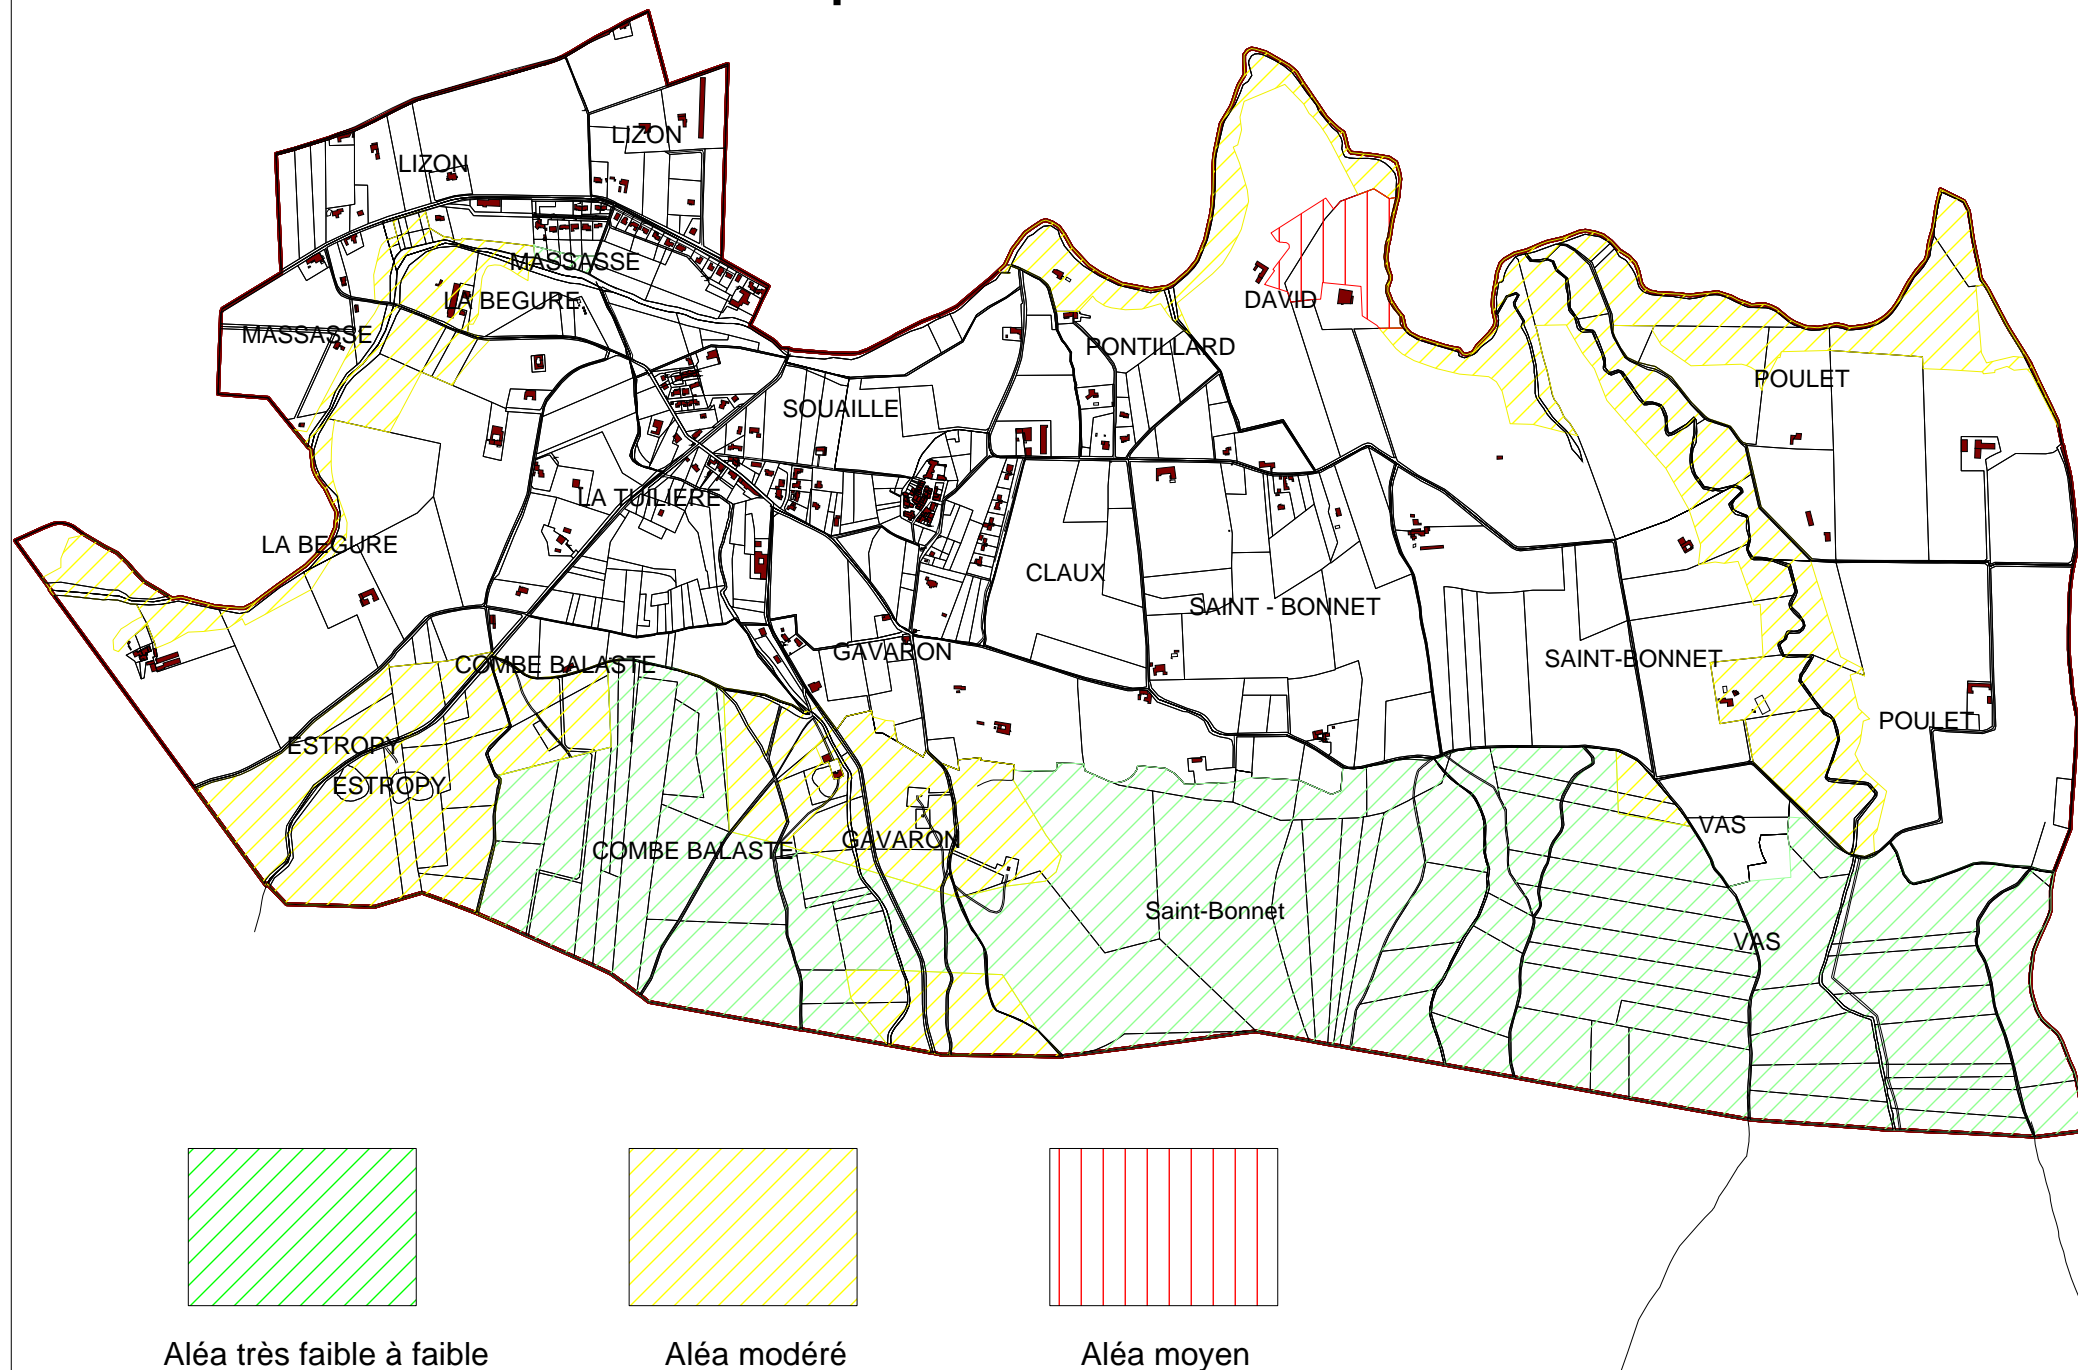 LIZON
LIZON
MASSASSE
LA BEGURE
DAVID
MASSASSE
PONTILLARD
POULET
SOUAILLE
LA TUILIERE
LA BEGURE
CLAUX
SAINT - BONNET
GAVARON
SAINT-BONNET
COMBE BALASTE
POULET
ESTROPY
ESTROPY
VAS
GAVARON
COMBE BALASTE
Saint-Bonnet
VAS
Aléa très faible à faible
Aléa modéré
Aléa moyen